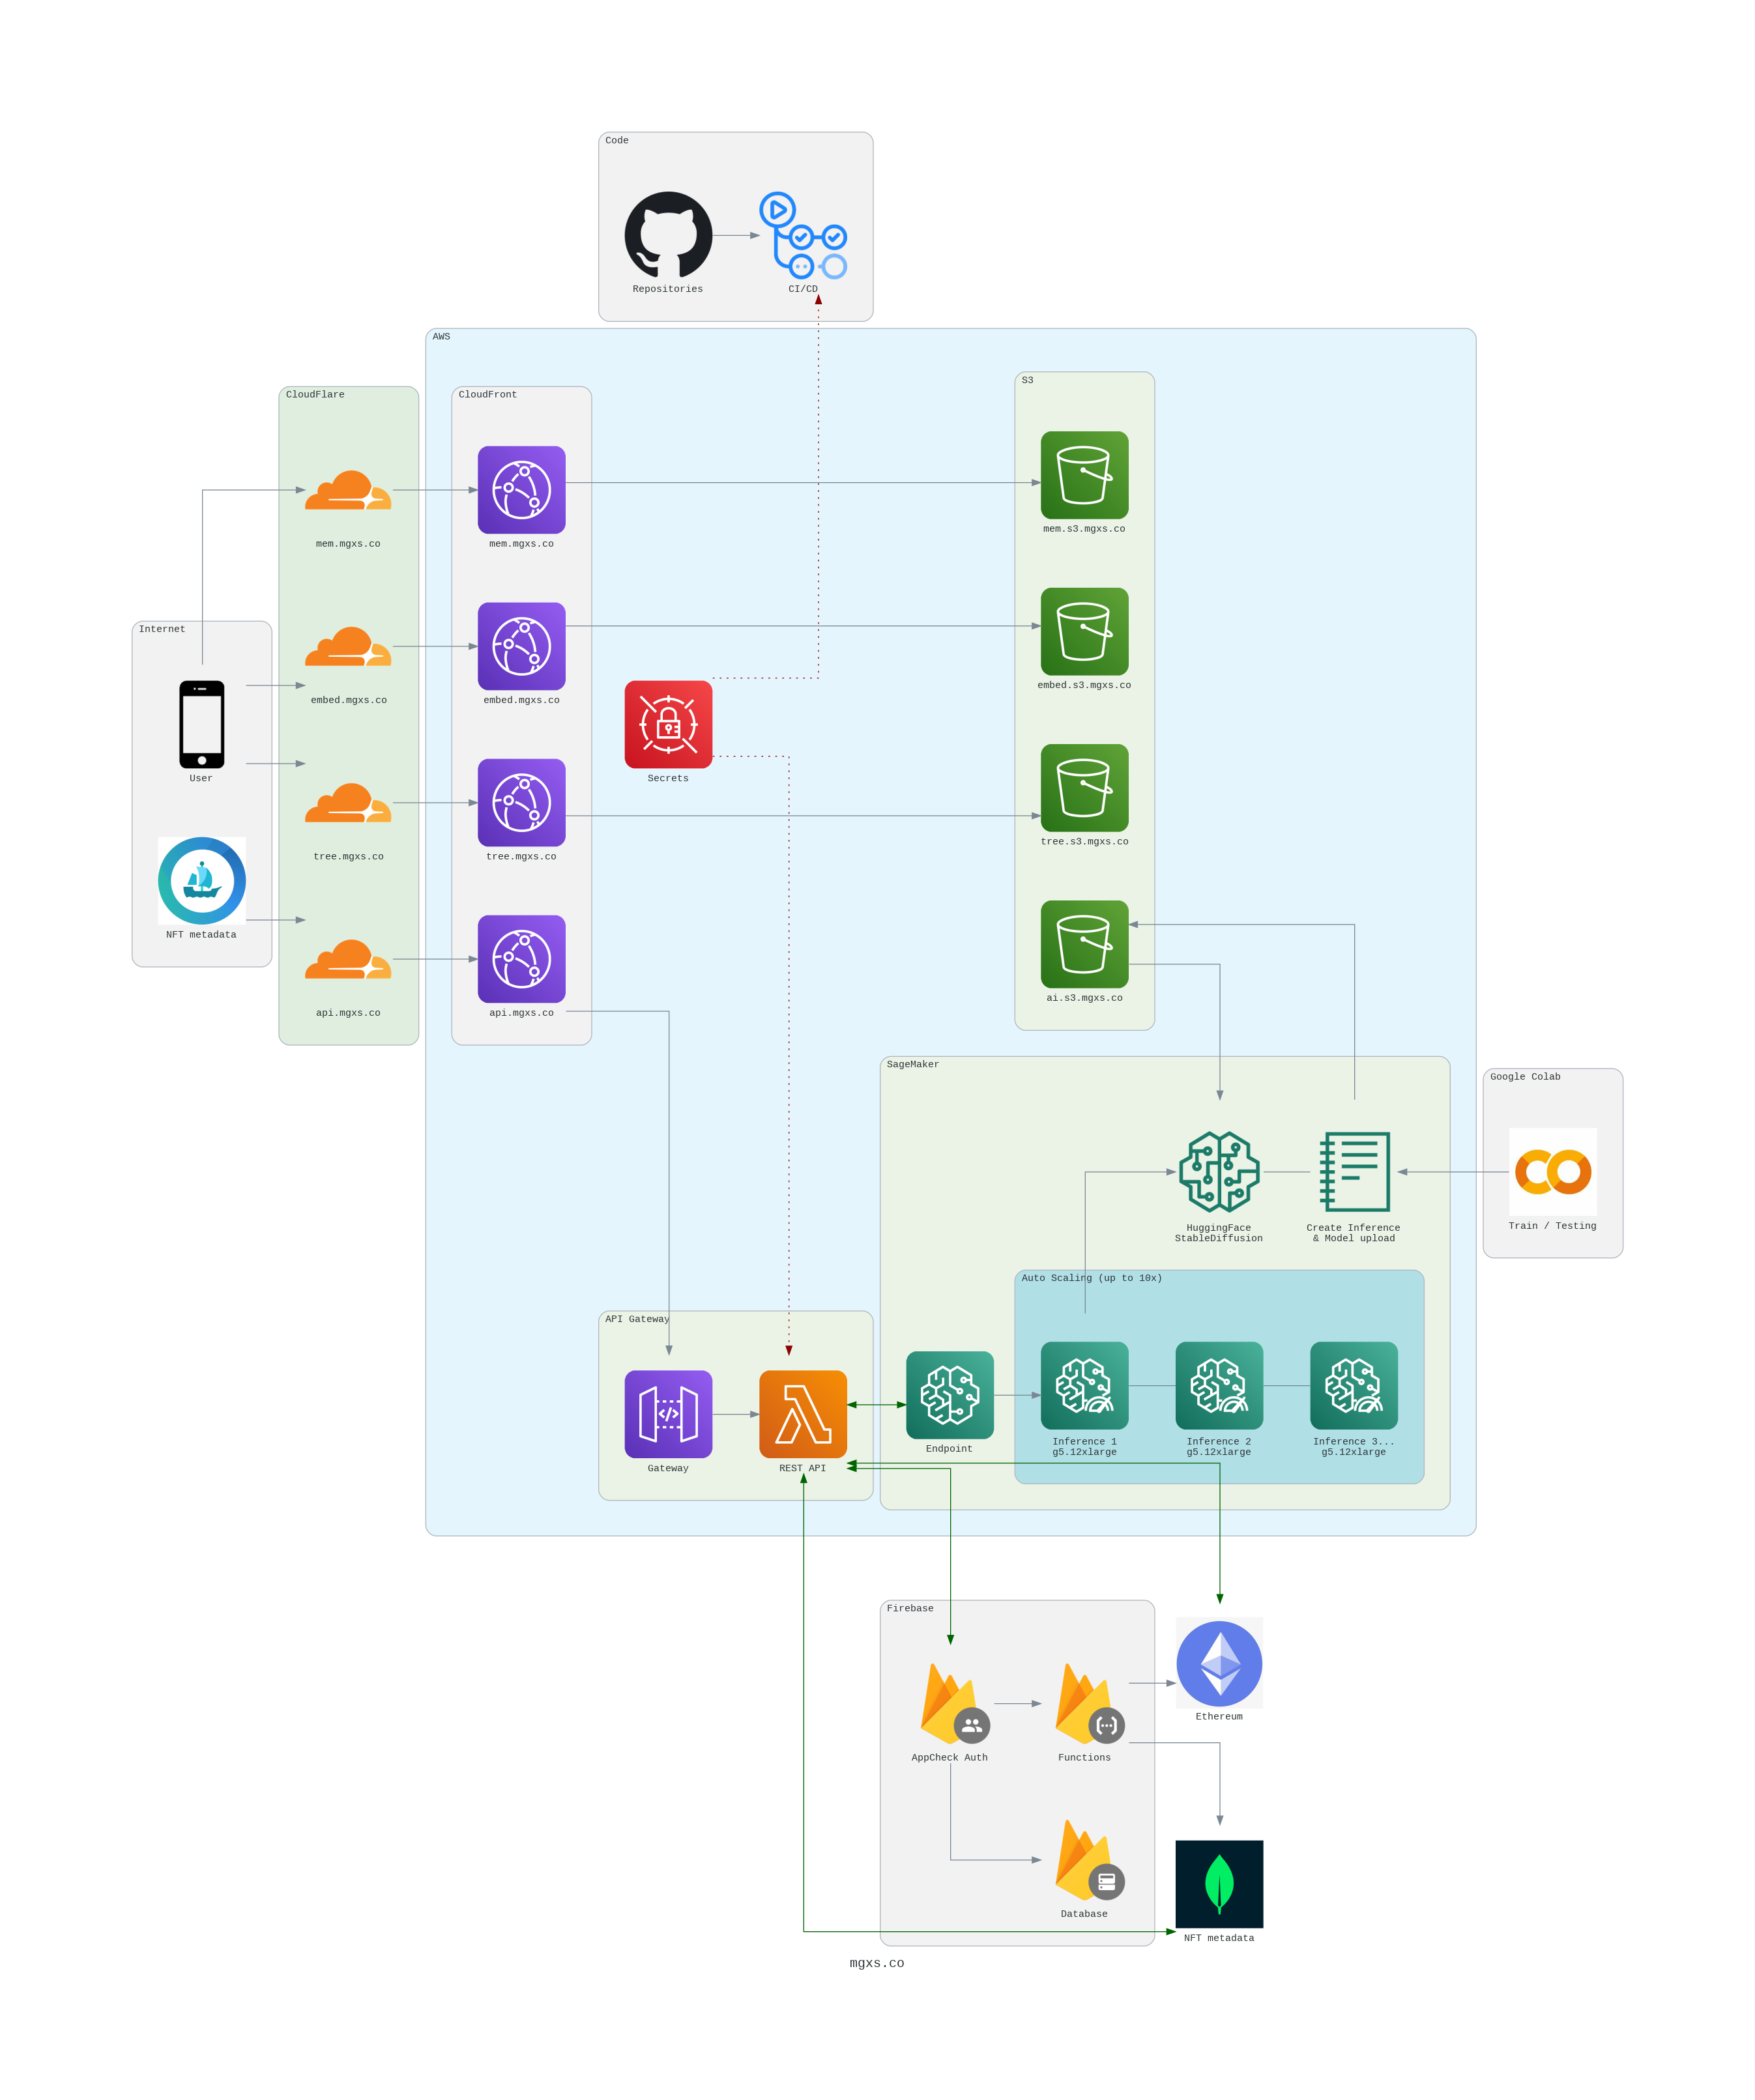 Code
Repositories
CI/CD
AWS
CloudFlare
mem.mgxs.co
embed.mgxs.co
tree.mgxs.co
api.mgxs.co
CloudFront
mem.mgxs.co
embed.mgxs.co
tree.mgxs.co
api.mgxs.co
S3
mem.s3.mgxs.co
embed.s3.mgxs.co
tree.s3.mgxs.co
ai.s3.mgxs.co
Internet
User
NFT metadata
Secrets
SageMaker
HuggingFace
StableDiffusion
Create Inference
& Model upload
Google Colab
Train / Testing
Auto Scaling (up to 10x)
Inference 1
g5.12xlarge
Inference 2
g5.12xlarge
Inference 3...
g5.12xlarge
Endpoint
API Gateway
Gateway
REST API
Firebase
AppCheck Auth
Functions
Database
Ethereum
NFT metadata
mgxs.co